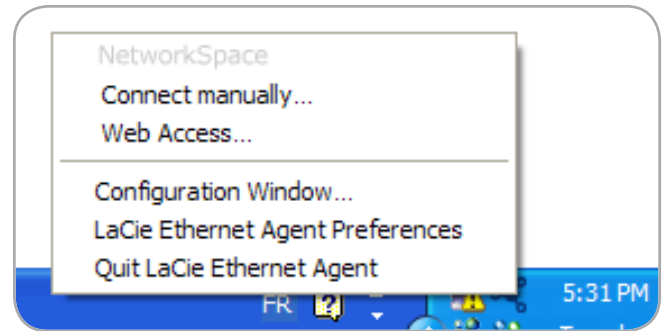 NetworkSpace
Connect manually...
Web Access...
Configuration Window...
LaCie Ethernet Agent Preferences
Quit LaCie Ethernet Agent
FR
5:31 PM